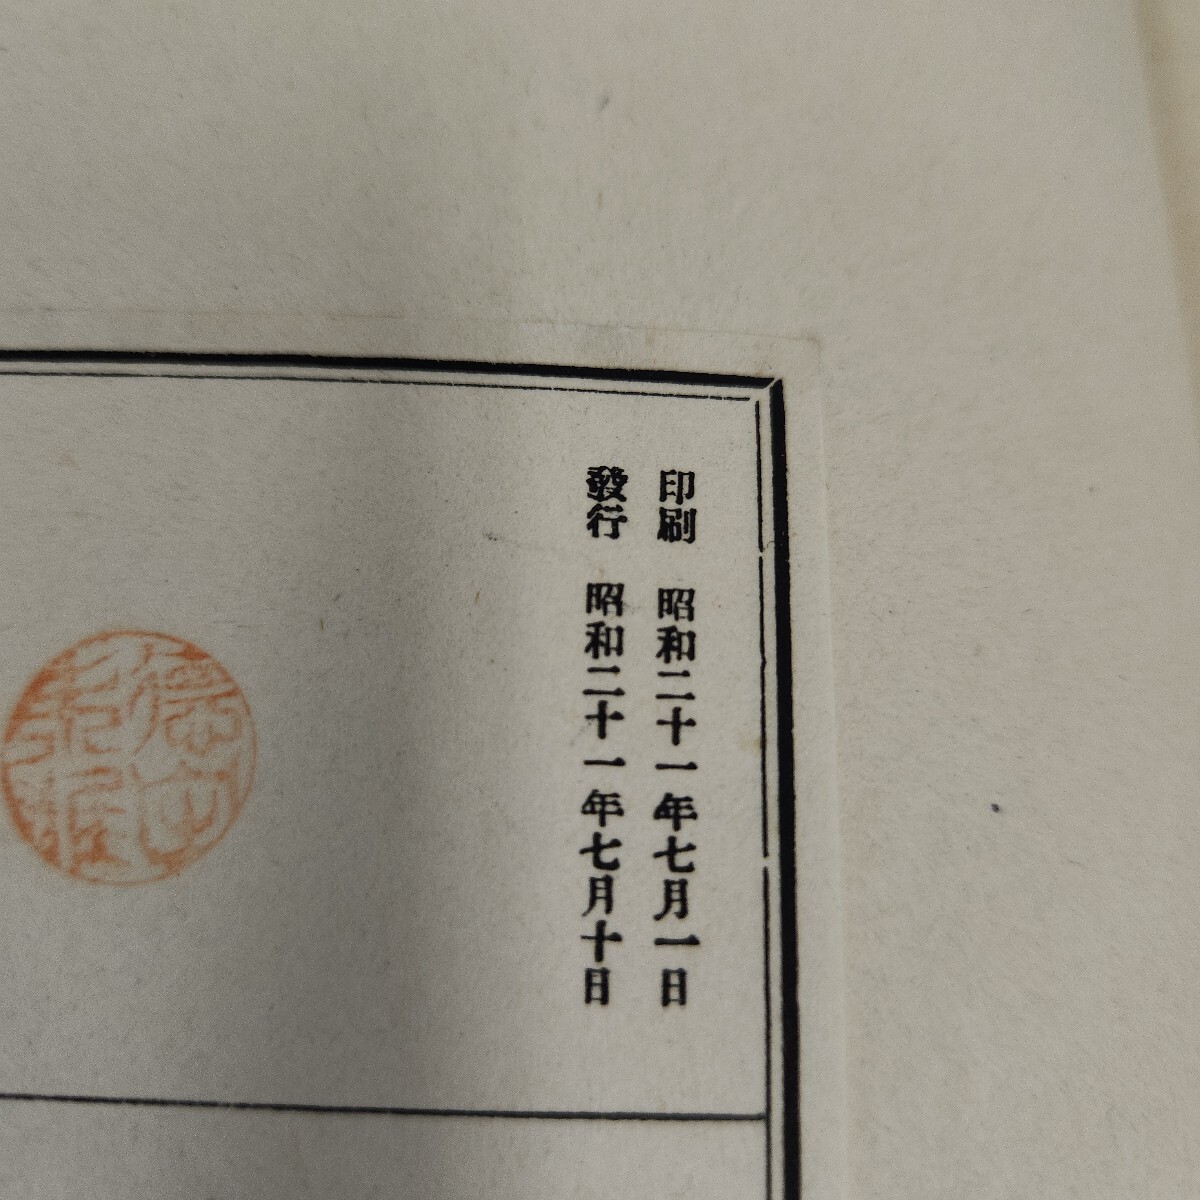 印刷 昭和二十一年七月一日
發行 昭和二十一年七月十日